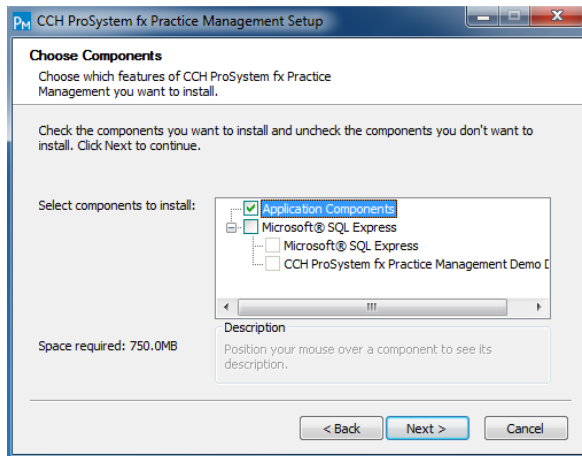 PM CCH ProSystem fx Practice Management Setup
Choose Components
Choose which features of CCH ProSystem fx Practice
Management you want to install.
Check the components you want to install and uncheck the components you don't want to
install. Click Next to continue.
Select components to install:
Application Components
Microsoft® SQL Express
Microsoft® SQL Express
CCH ProSystem fx Practice Management Demo D
Space required: 750.0MB
Description
Position your mouse over a component to see its
description.
< Back
Next >
Cancel